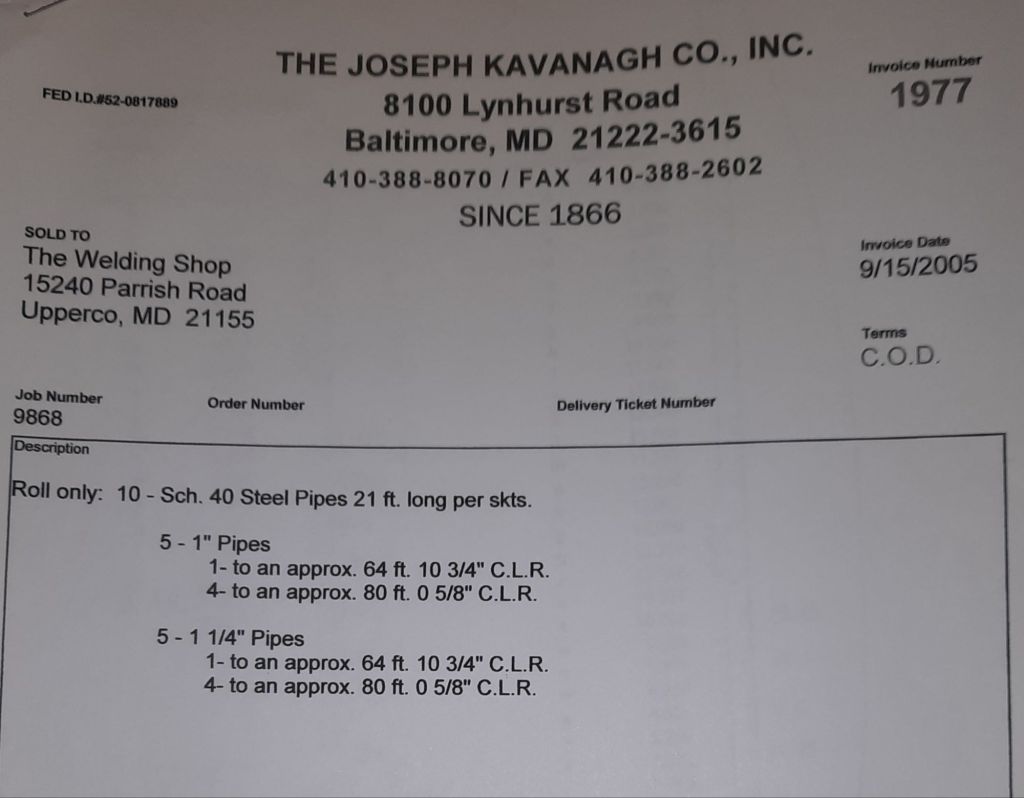 THE JOSEPH KAVANAGH CO., INC.
8100 Lynhurst Road
Baltimore, MD 21222-3615
410-388-8070 / FAX 410-388-2602
SINCE 1866
FED I.D.#52-0817889
Invoice Number
1977
SOLD TO
The Welding Shop
15240 Parrish Road
Upperco, MD 21155
Invoice Date
9/15/2005
Terms
C.O.D.
Job Number
9868
Order Number
Delivery Ticket Number
Description
Roll only: 10 - Sch. 40 Steel Pipes 21 ft. long per skts.
5 - 1" Pipes
1- to an approx. 64 ft. 10 3/4" C.L.R.
4- to an approx. 80 ft. 0 5/8" C.L.R.
5 - 1 1/4" Pipes
1- to an approx. 64 ft. 10 3/4" C.L.R.
4- to an approx. 80 ft. 0 5/8" C.L.R.